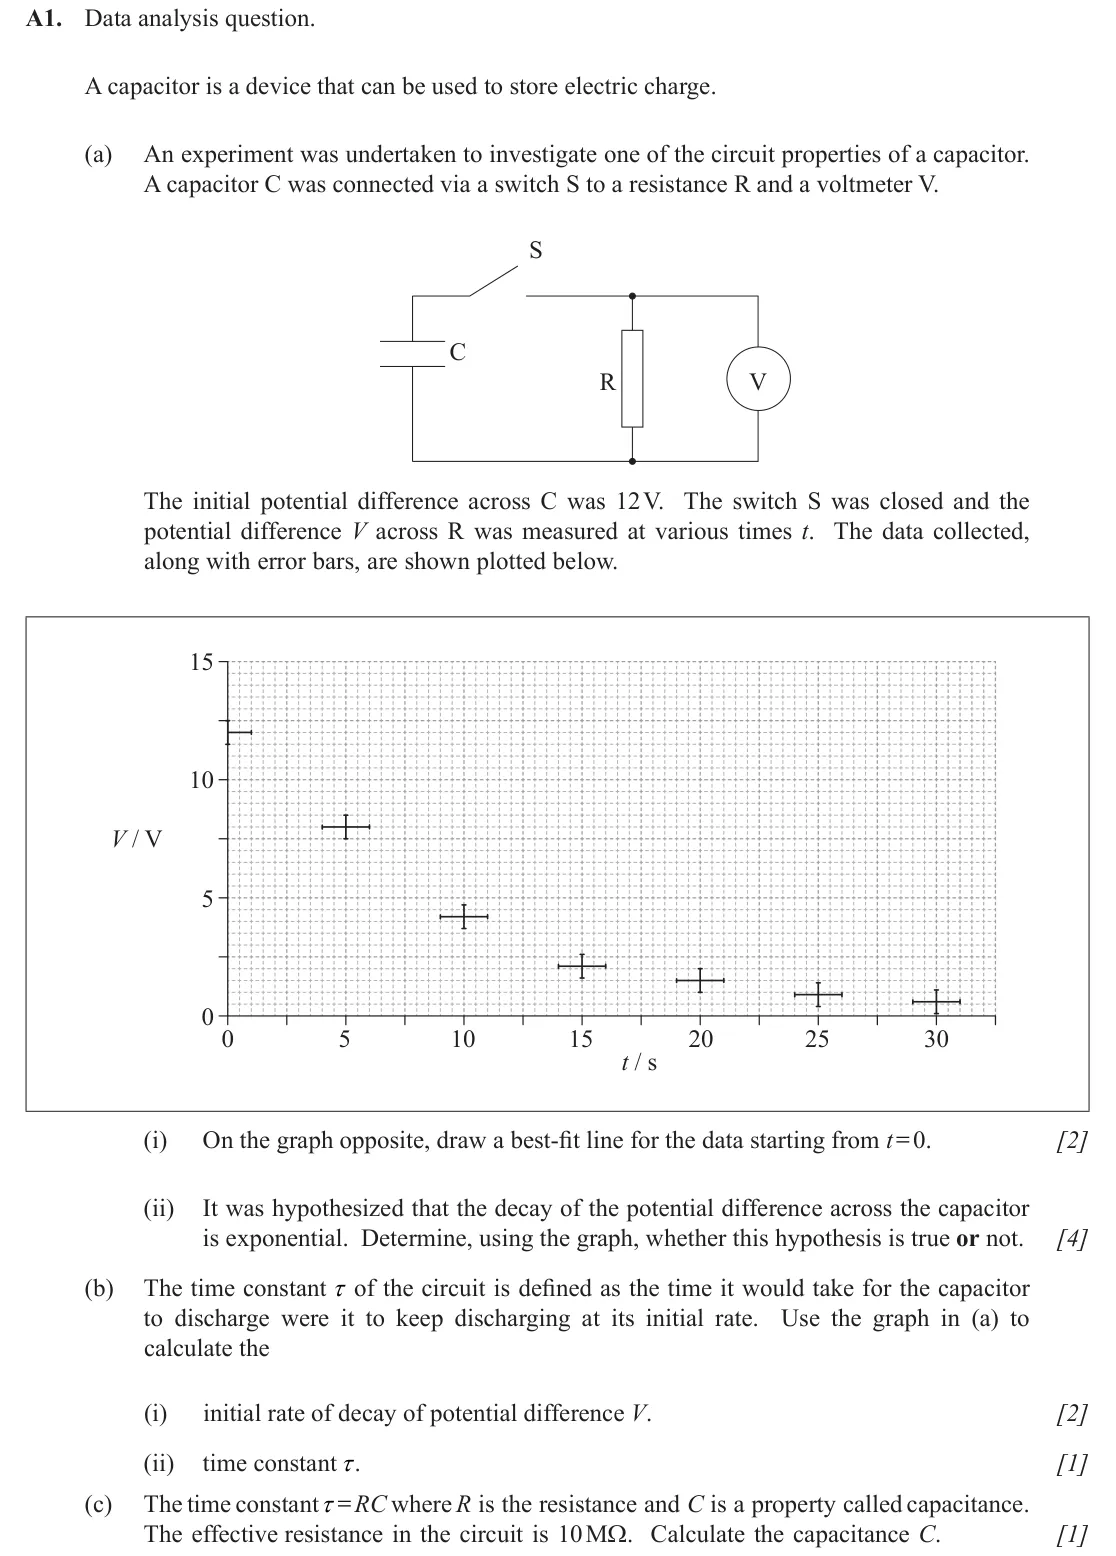 A1. Data analysis question.
A capacitor is a device that can be used to store electric charge.
(a) An experiment was undertaken to investigate one of the circuit properties of a capacitor.
A capacitor C was connected via a switch S to a resistance R and a voltmeter V.
S
C
R
V
The initial potential difference across C was 12 V. The switch S was closed and the
potential difference V across R was measured at various times t. The data collected,
along with error bars, are shown plotted below.
15
10
V / V
5
0
0 5 10 15 20 25 30
t / s
(i) On the graph opposite, draw a best-fit line for the data starting from t=0. [2]
(ii) It was hypothesized that the decay of the potential difference across the capacitor
is exponential. Determine, using the graph, whether this hypothesis is true or not. [4]
(b) The time constant τ of the circuit is defined as the time it would take for the capacitor
to discharge were it to keep discharging at its initial rate. Use the graph in (a) to
calculate the
(i) initial rate of decay of potential difference V. [2]
(ii) time constant τ. [1]
(c) The time constant τ=RC where R is the resistance and C is a property called capacitance.
The effective resistance in the circuit is 10 MΩ. Calculate the capacitance C. [1]